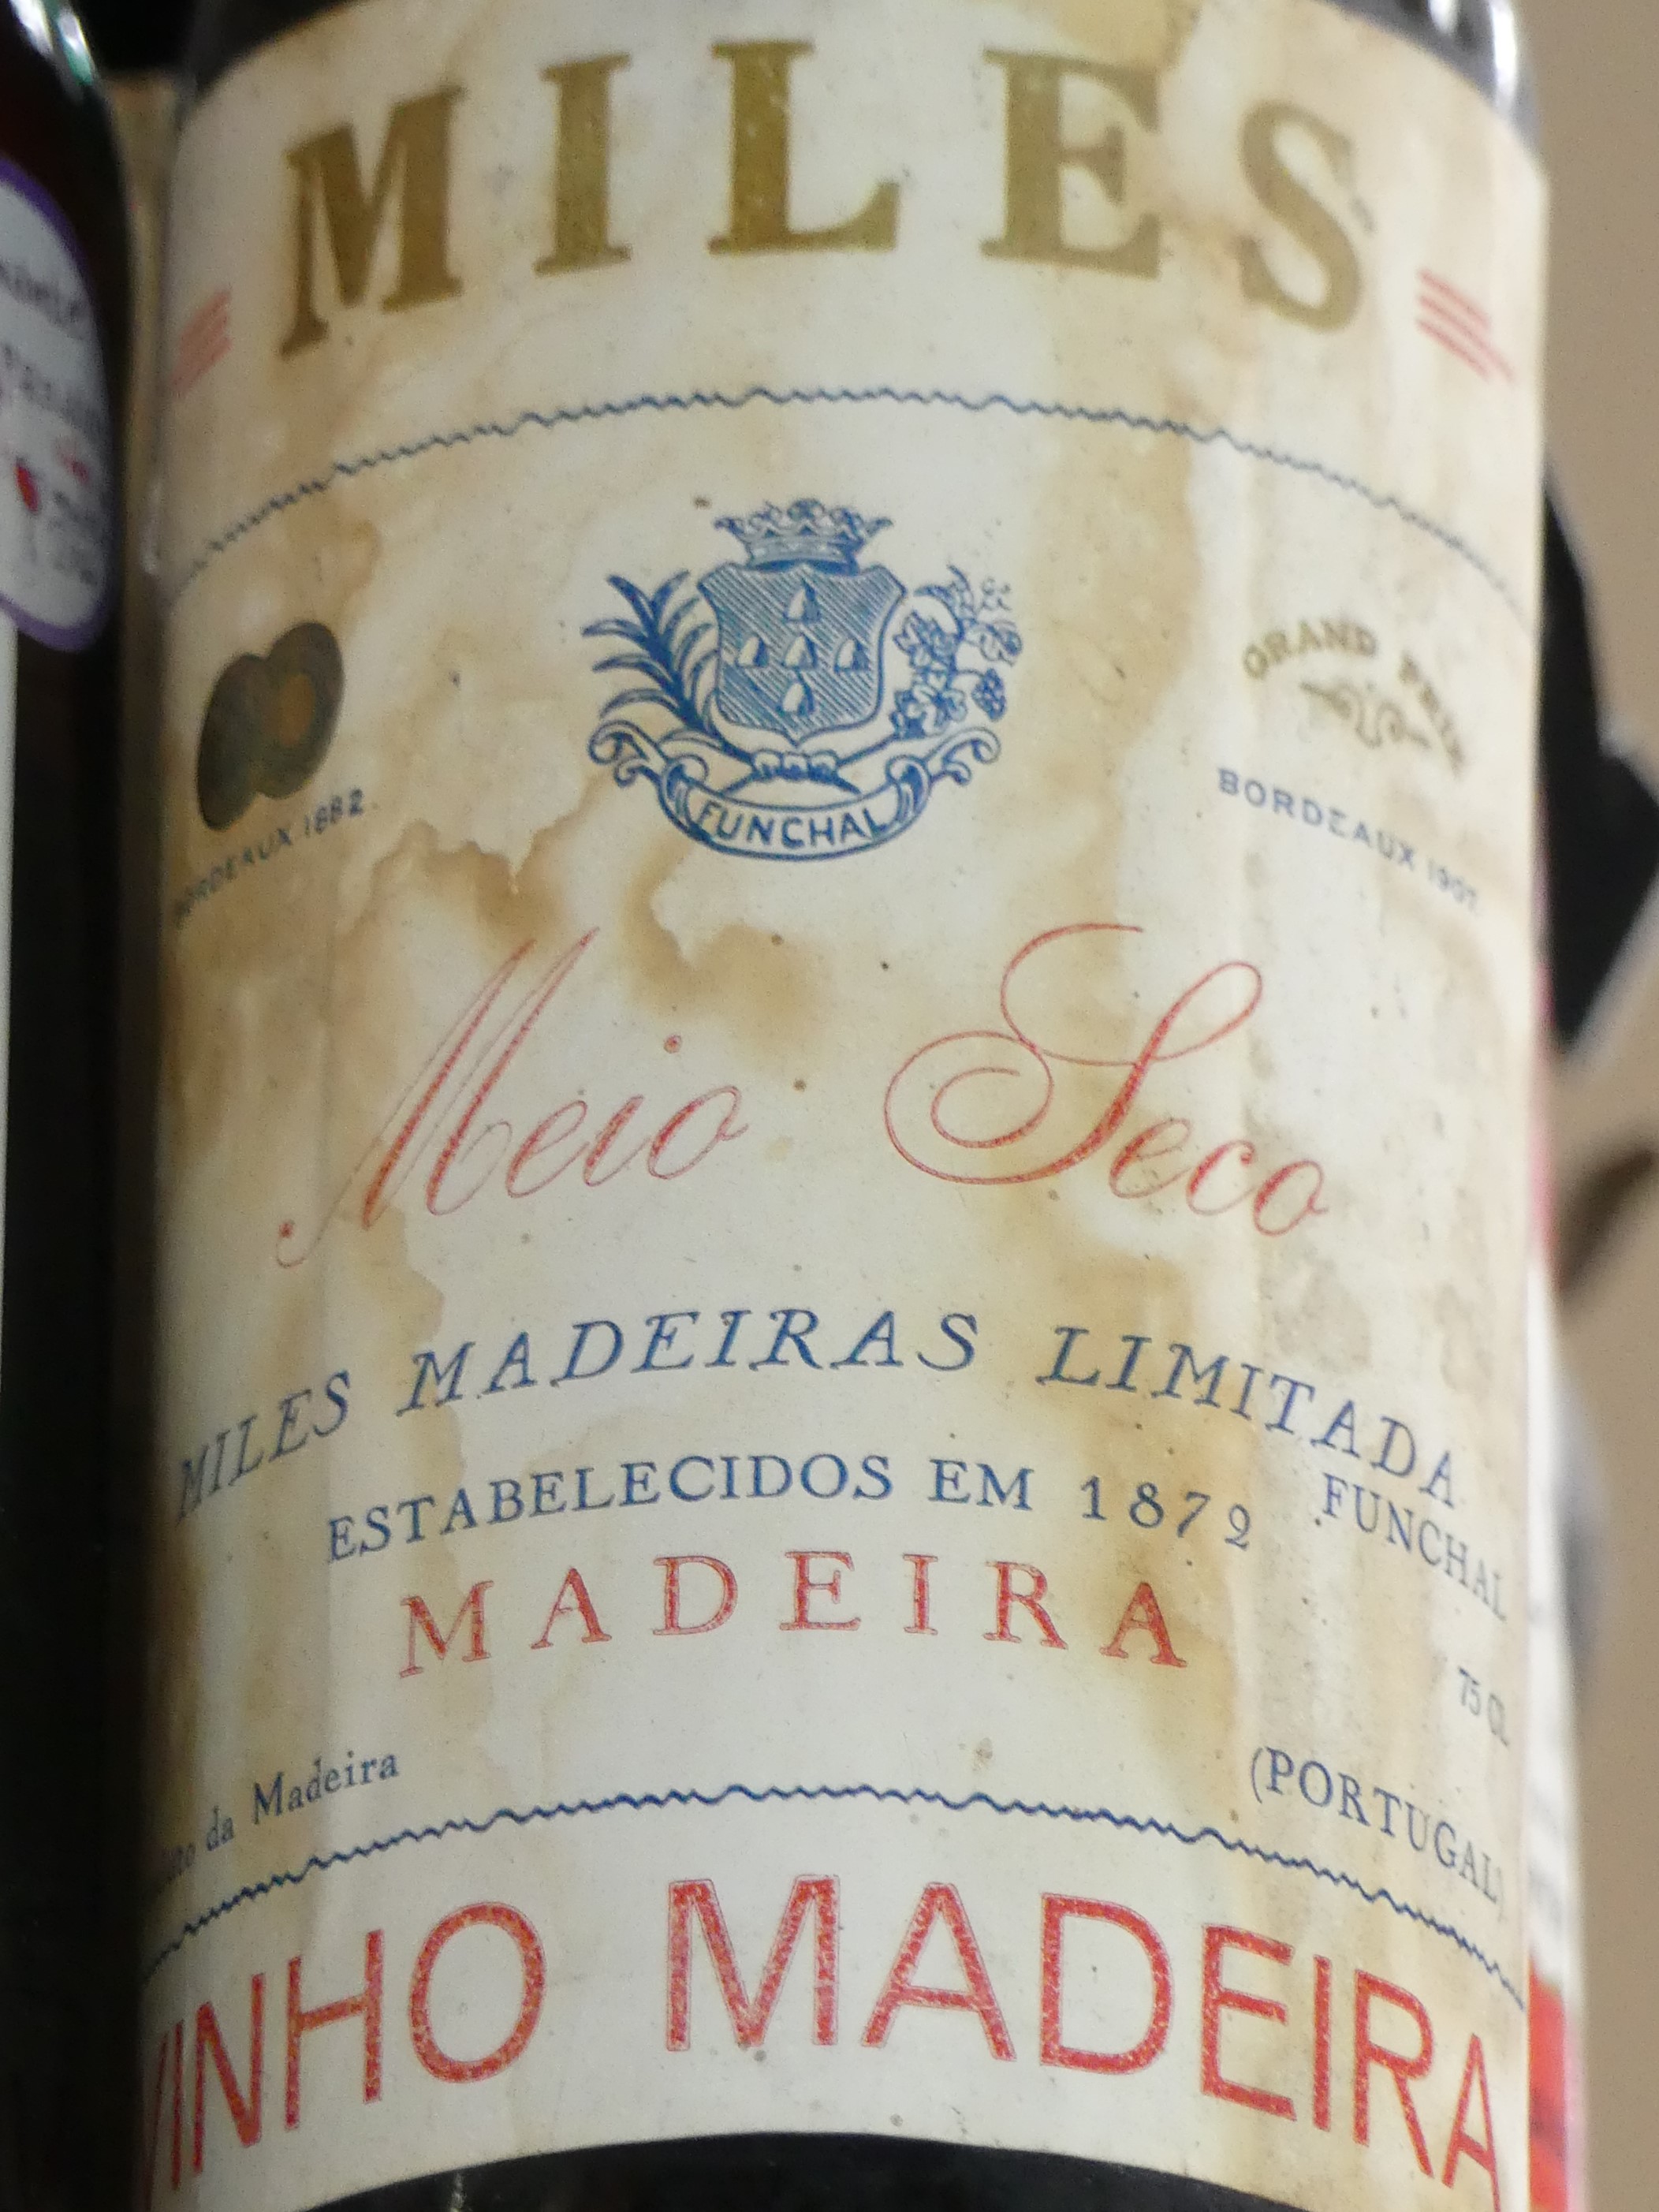 MILES
GRAND PRIX
BORDEAUX 1882
BORDEAUX 1907
FUNCHAL
Meio Seco
MILES MADEIRAS LIMITADA
ESTABELECIDOS EM 1872
FUNCHAL
MADEIRA
75 CL
da Madeira
(PORTUGAL)
VINHO MADEIRA